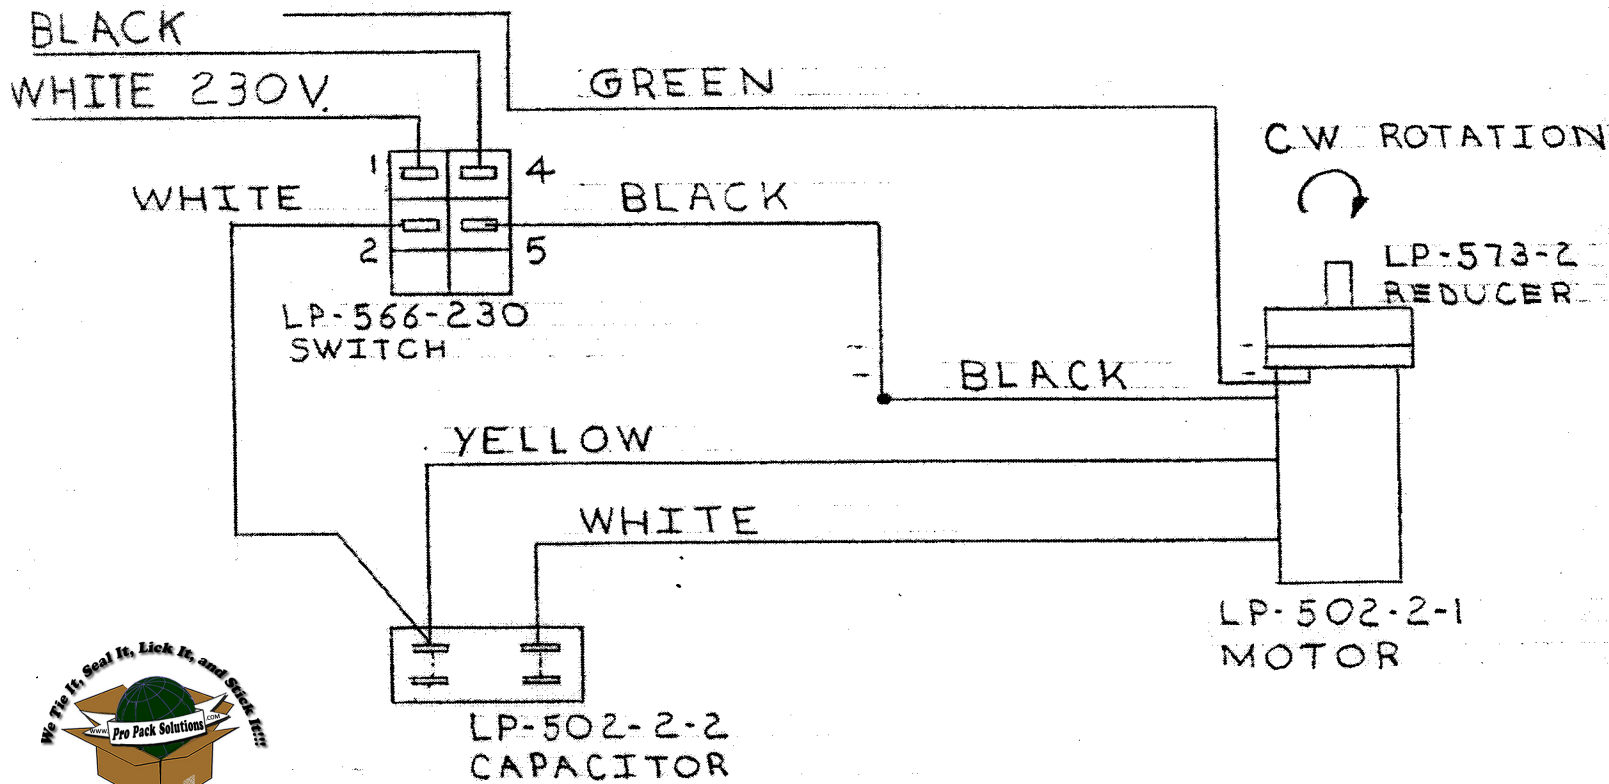 BLACK
WHITE 230V.
GREEN
CW ROTATION
1
4
WHITE
BLACK
2
5
LP-573-2
REDUCER
LP-566-230
SWITCH
BLACK
YELLOW
WHITE
LP-502-2-1
MOTOR
LP-502-2-2
CAPACITOR
We Tie It, Seal It, Lick It, and Stick It!!!
www. Pro Pack Solutions .COM